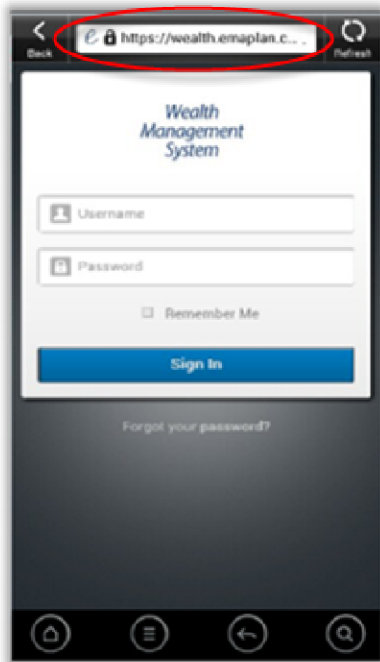 Back
e https://wealth.emaplan.c... .
Refresh
Wealth
Management
System
Username
Password
Remember Me
Sign In
Forgot your password?